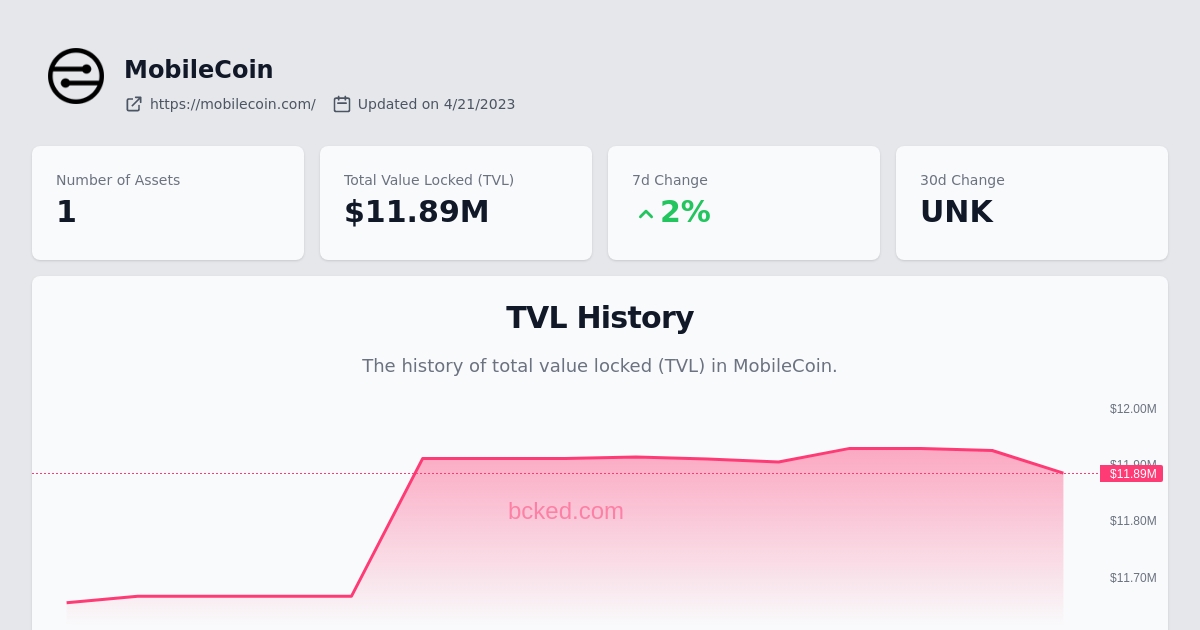 MobileCoin
https://mobilecoin.com/ Updated on 4/21/2023
Number of Assets
1
Total Value Locked (TVL)
$11.89M
7d Change
2%
30d Change
UNK
TVL History
The history of total value locked (TVL) in MobileCoin.
$12.00M
$11.90M
$11.89M
bcked.com
$11.80M
$11.70M